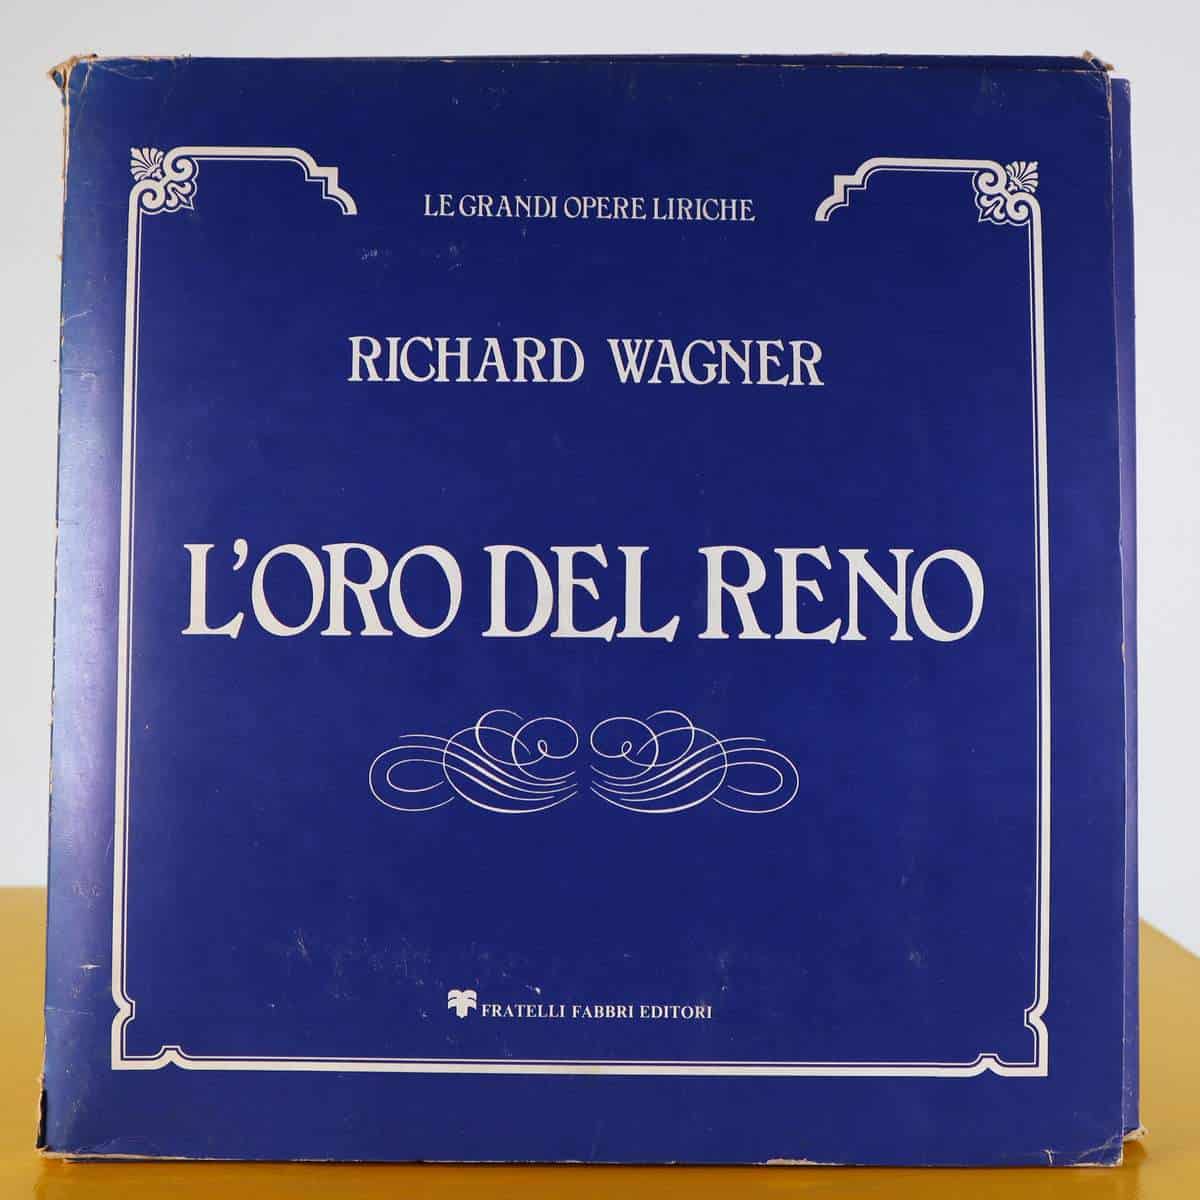 LE GRANDI OPERE LIRICHE
RICHARD WAGNER
L'ORO DEL RENO
FRATELLI FABBRI EDITORI